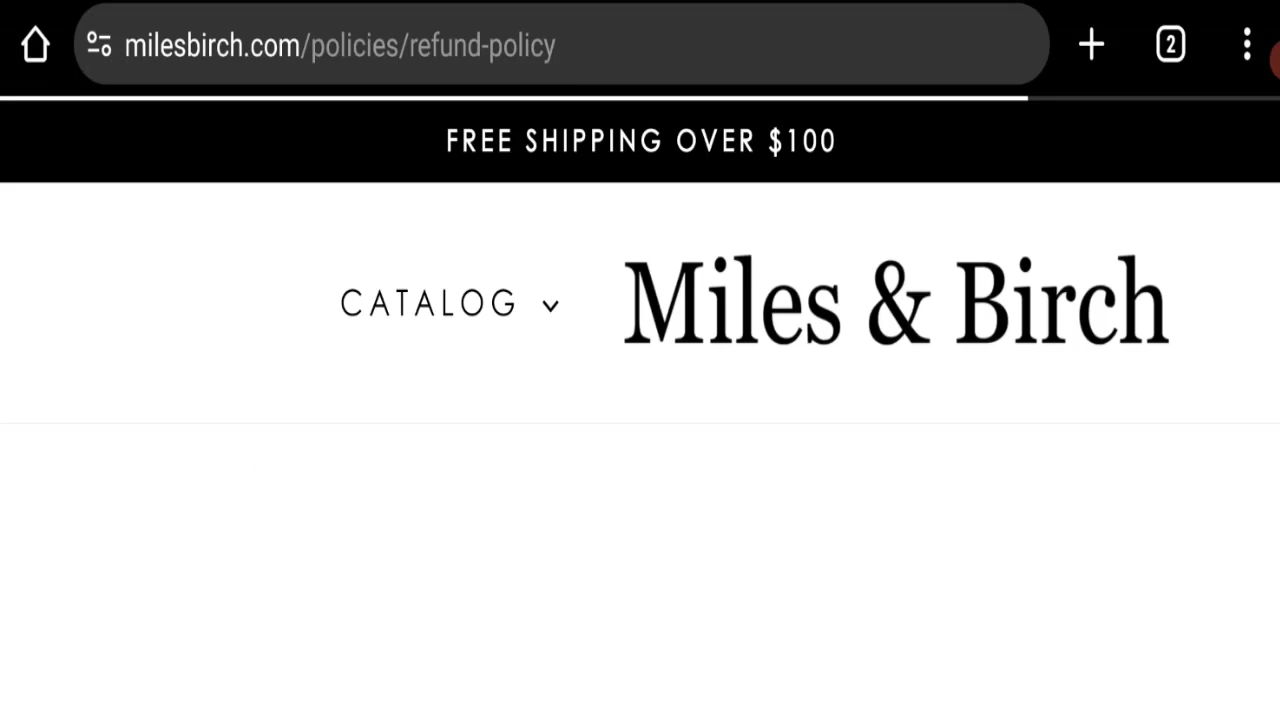 milesbirch.com/policies/refund-policy
2
FREE SHIPPING OVER $100
CATALOG
Miles & Birch